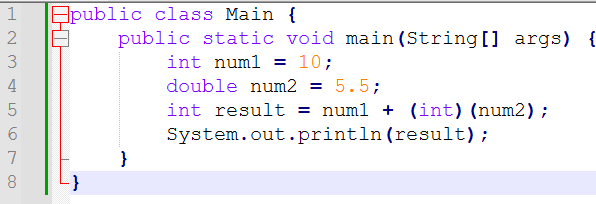 1 public class Main {
2     public static void main(String[] args) {
3         int num1 = 10;
4         double num2 = 5.5;
5         int result = num1 + (int)(num2);
6         System.out.println(result);
7     }
8 }